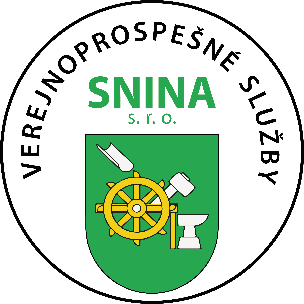 VEREJNOPROSPEŠNÉ SLUŽBY
SNINA
s. r. o.